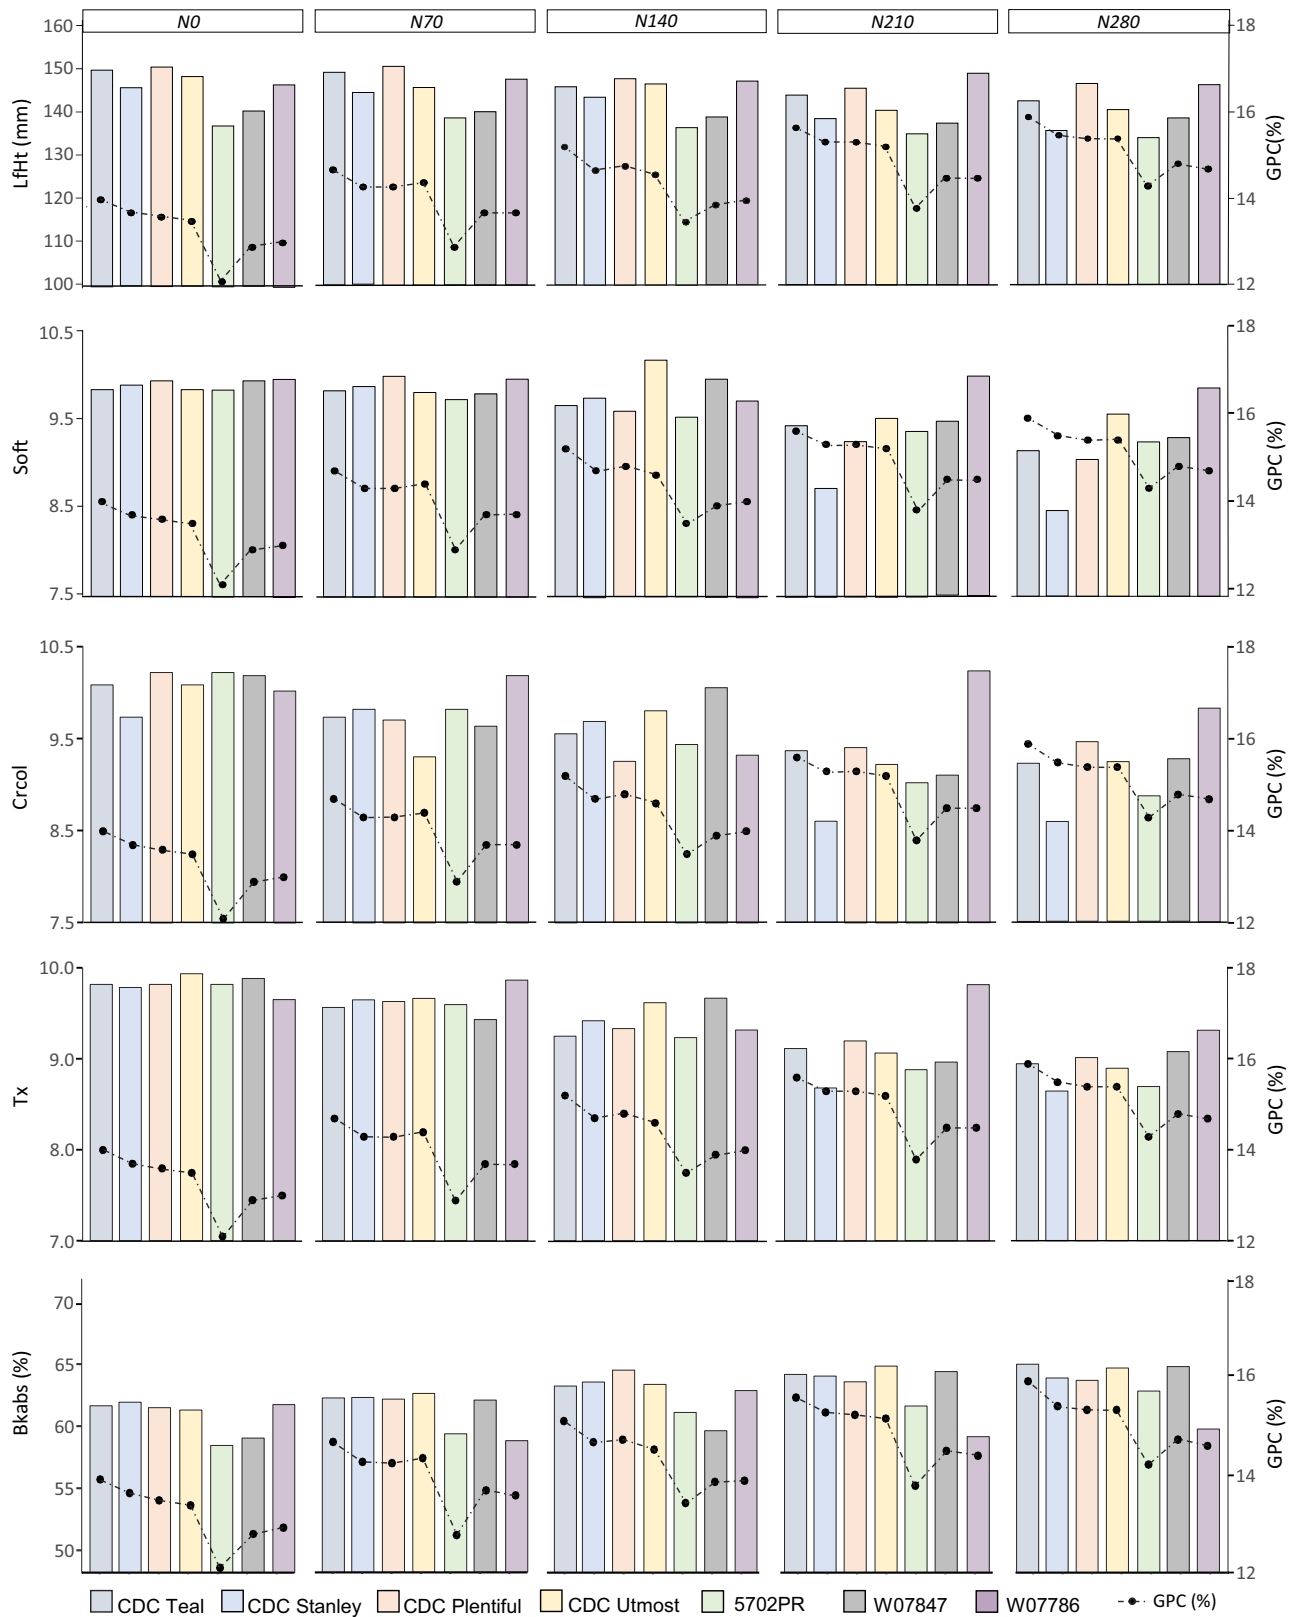 N0 N70 N140 N210 N280
160 18
150
140 16
130
120 14
110
100 12
LfHt (mm)
GPC(%)
10.5 18
9.5 16
8.5 14
7.5 12
Soft
GPC (%)
10.5 18
9.5 16
8.5 14
7.5 12
Crcol
GPC (%)
10.0 18
9.0 16
8.0 14
7.0 12
Tx
GPC (%)
18
70
65 16
60
55 14
50
12
Bkabs (%)
GPC (%)
CDC Teal CDC Stanley CDC Plentiful CDC Utmost 5702PR W07847 W07786 GPC (%)